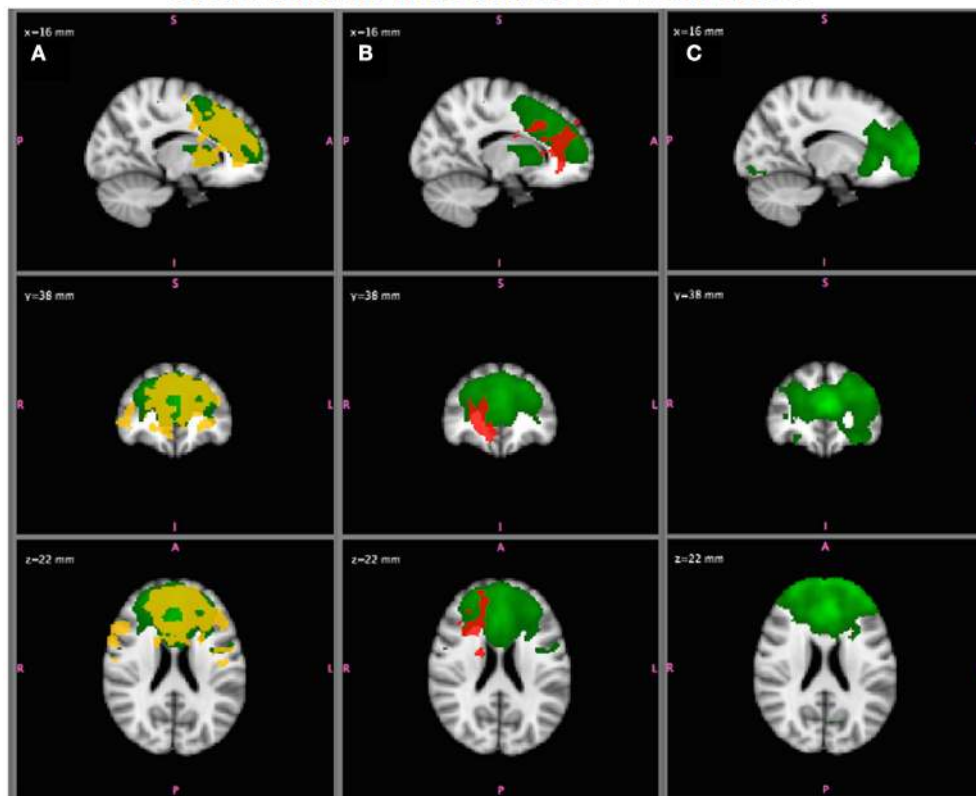 S S S
x=16 mm x=16 mm x=16 mm
A B C
P A P A P
I I I
S S S
y=38 mm y=38 mm y=38 mm
R L R L R
I I I
A A A
z=22 mm z=22 mm z=22 mm
R L R L R
P P P